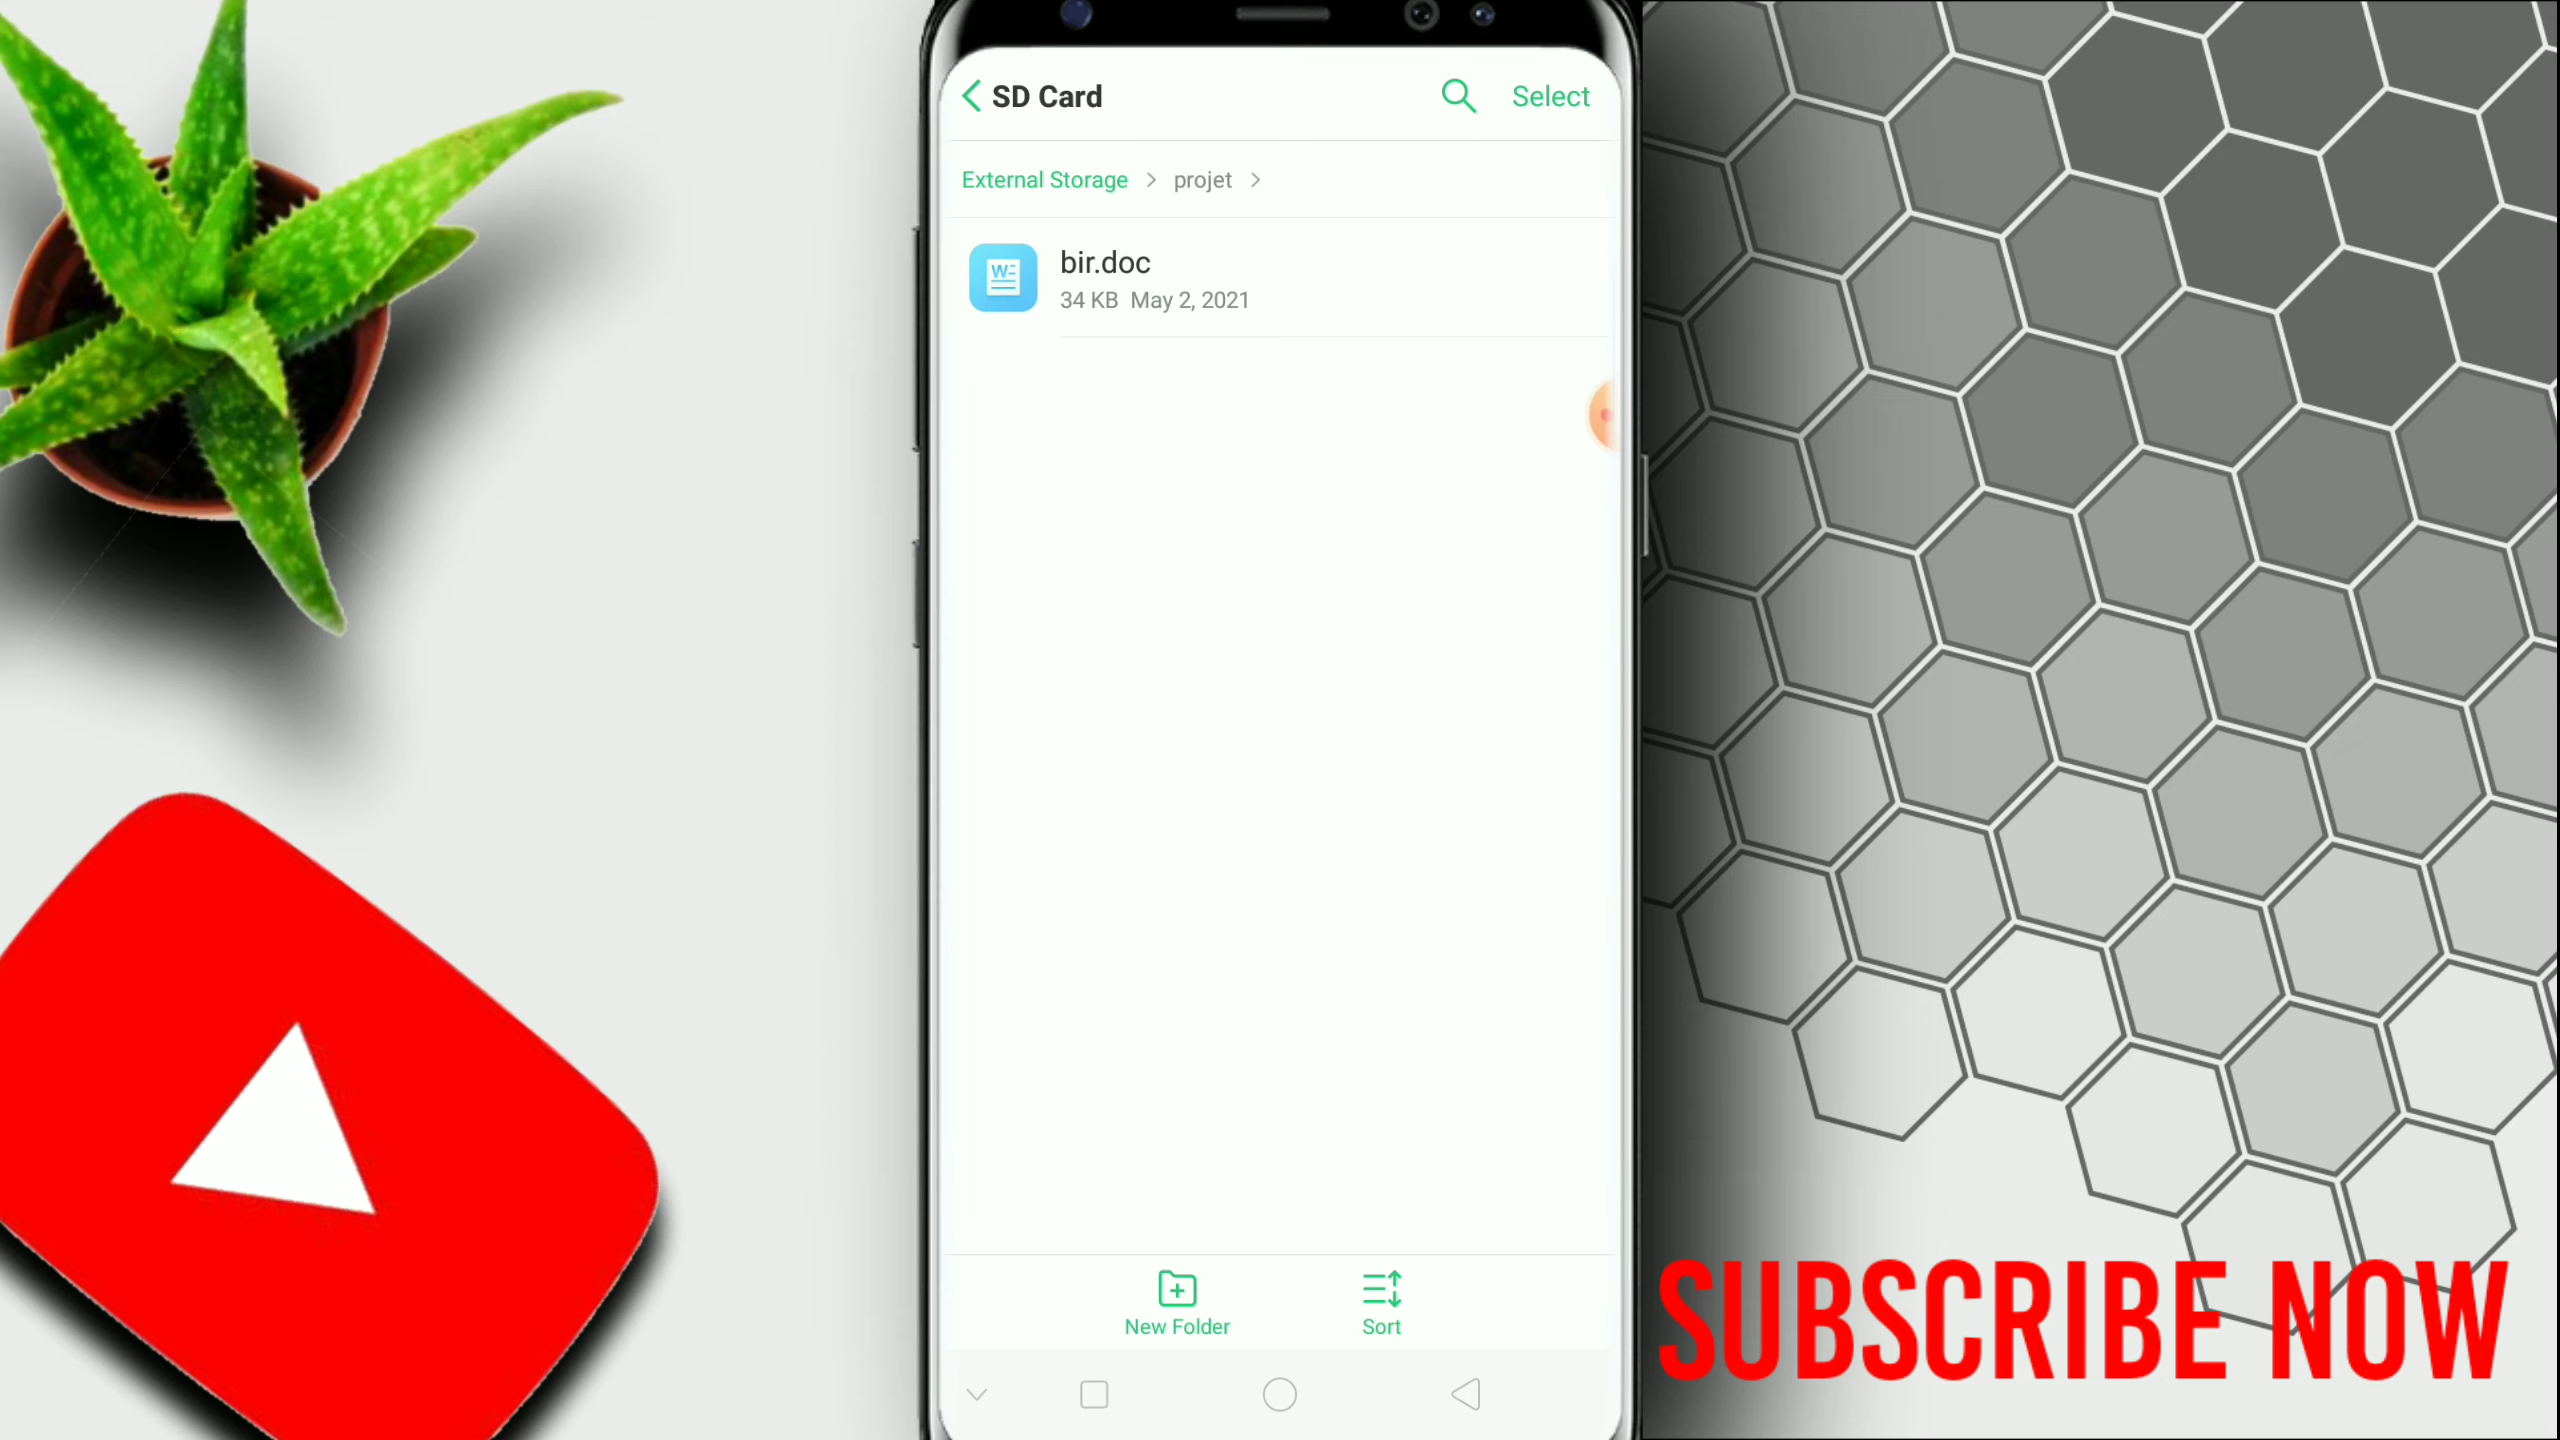 SD Card
Select
External Storage > projet >
bir.doc
34 KB May 2, 2021
New Folder
Sort
SUBSCRIBE NOW